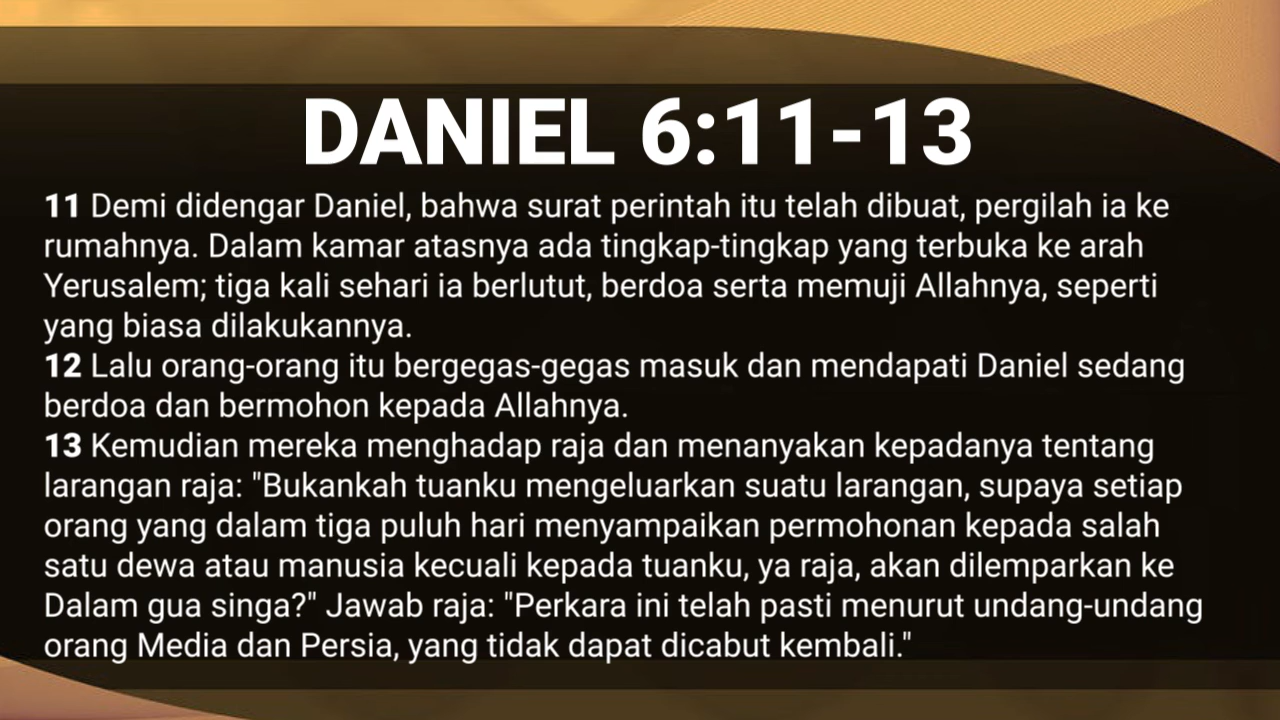 DANIEL 6:11-13
11 Demi didengar Daniel, bahwa surat perintah itu telah dibuat, pergilah ia ke
rumahnya. Dalam kamar atasnya ada tingkap-tingkap yang terbuka ke arah
Yerusalem; tiga kali sehari ia berlutut, berdoa serta memuji Allahnya, seperti
yang biasa dilakukannya.
12 Lalu orang-orang itu bergegas-gegas masuk dan mendapati Daniel sedang
berdoa dan bermohon kepada Allahnya.
13 Kemudian mereka menghadap raja dan menanyakan kepadanya tentang
larangan raja: "Bukankah tuanku mengeluarkan suatu larangan, supaya setiap
orang yang dalam tiga puluh hari menyampaikan permohonan kepada salah
satu dewa atau manusia kecuali kepada tuanku, ya raja, akan dilemparkan ke
Dalam gua singa?" Jawab raja: "Perkara ini telah pasti menurut undang-undang
orang Media dan Persia, yang tidak dapat dicabut kembali."